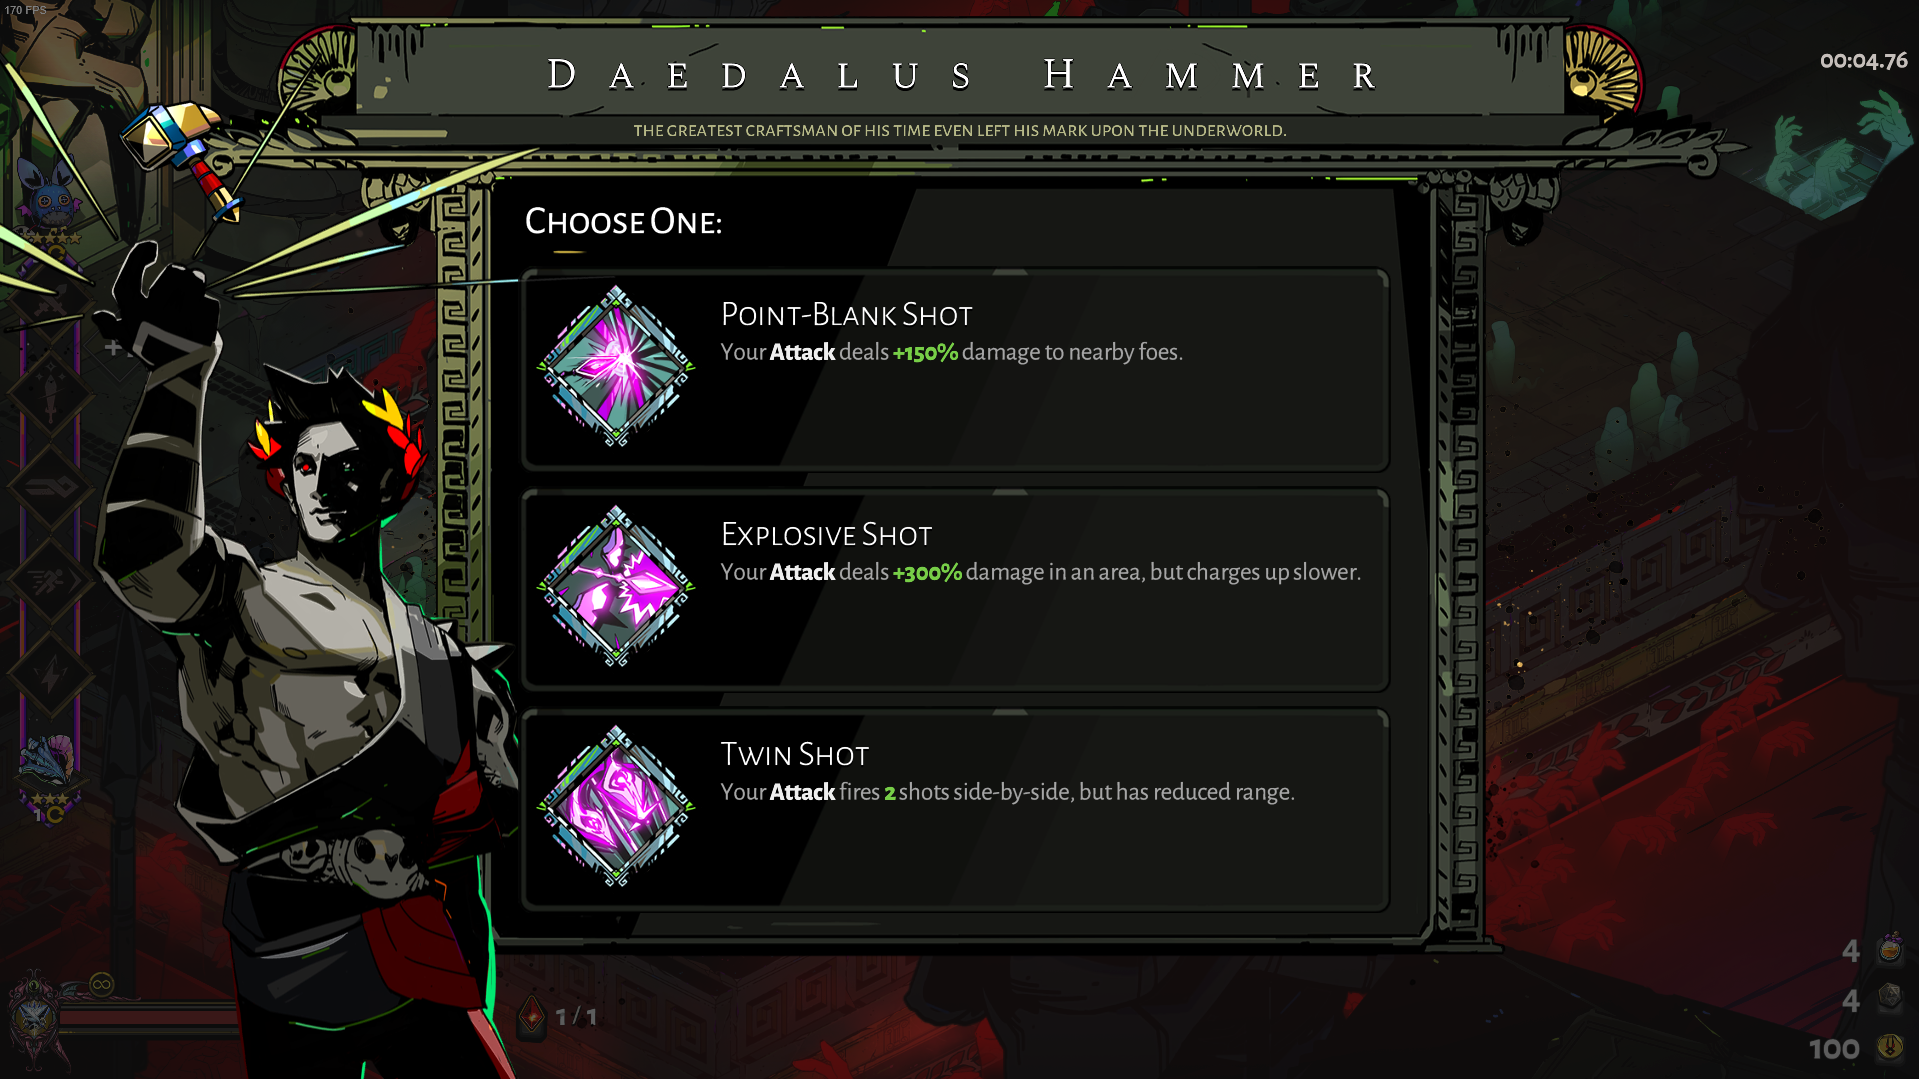 170 FPS
DAEDALUS HAMMER
00:04.76
THE GREATEST CRAFTSMAN OF HIS TIME EVEN LEFT HIS MARK UPON THE UNDERWORLD.
CHOOSE ONE:
POINT-BLANK SHOT
Your Attack deals +150% damage to nearby foes.
EXPLOSIVE SHOT
Your Attack deals +300% damage in an area, but charges up slower.
TWIN SHOT
Your Attack fires 2 shots side-by-side, but has reduced range.
1
4
4
1/1
100